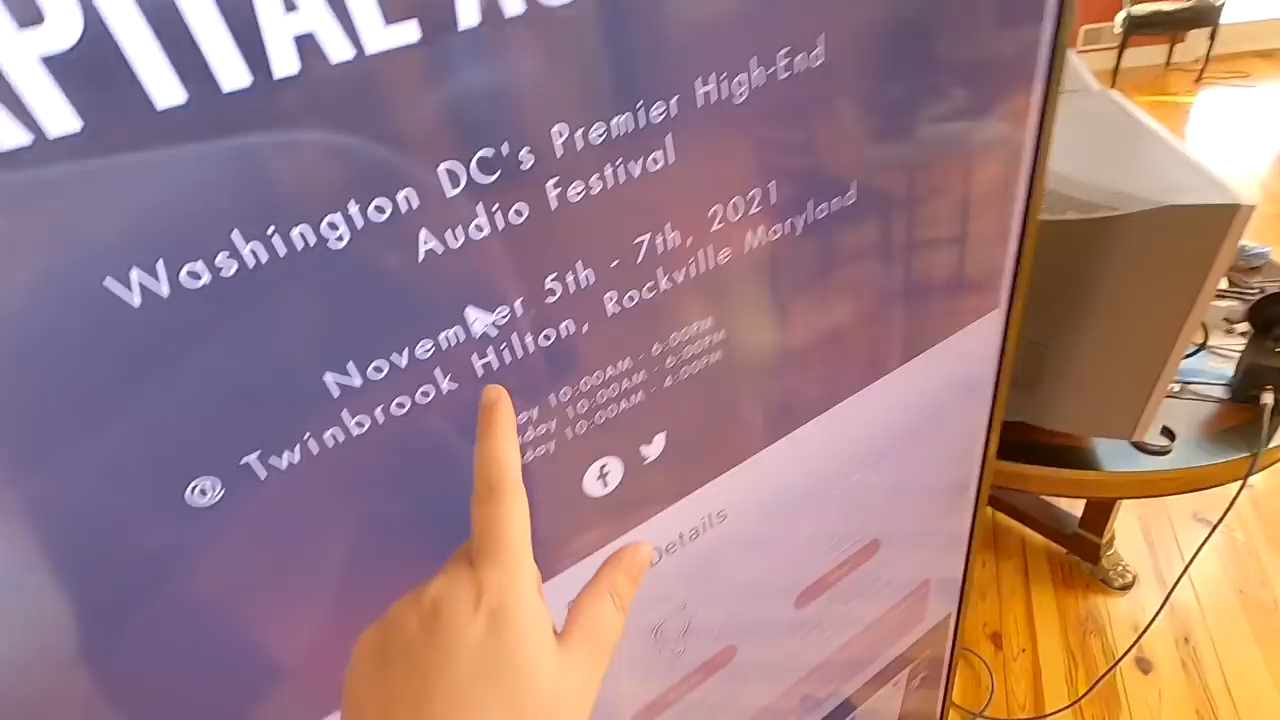 Washington DC's Premier High-End
Audio Festival
November 5th - 7th, 2021
@ Twinbrook Hilton, Rockville Maryland
10:00AM - 6:00PM
10:00AM - 6:00PM
10:00AM - 4:00PM
Details